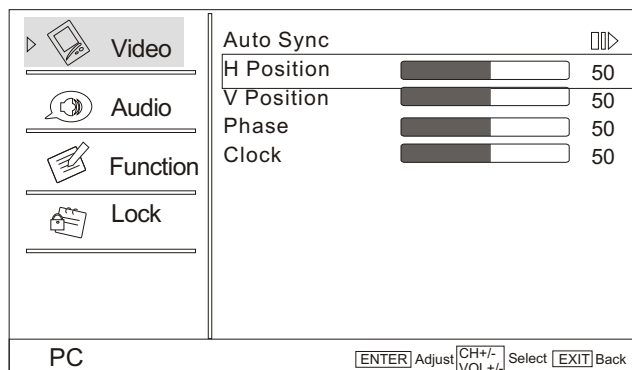 Video
Audio
Function
Lock
Auto Sync
H Position 50
V Position 50
Phase 50
Clock 50
PC
ENTER Adjust CH+/- VOL+/- Select EXIT Back